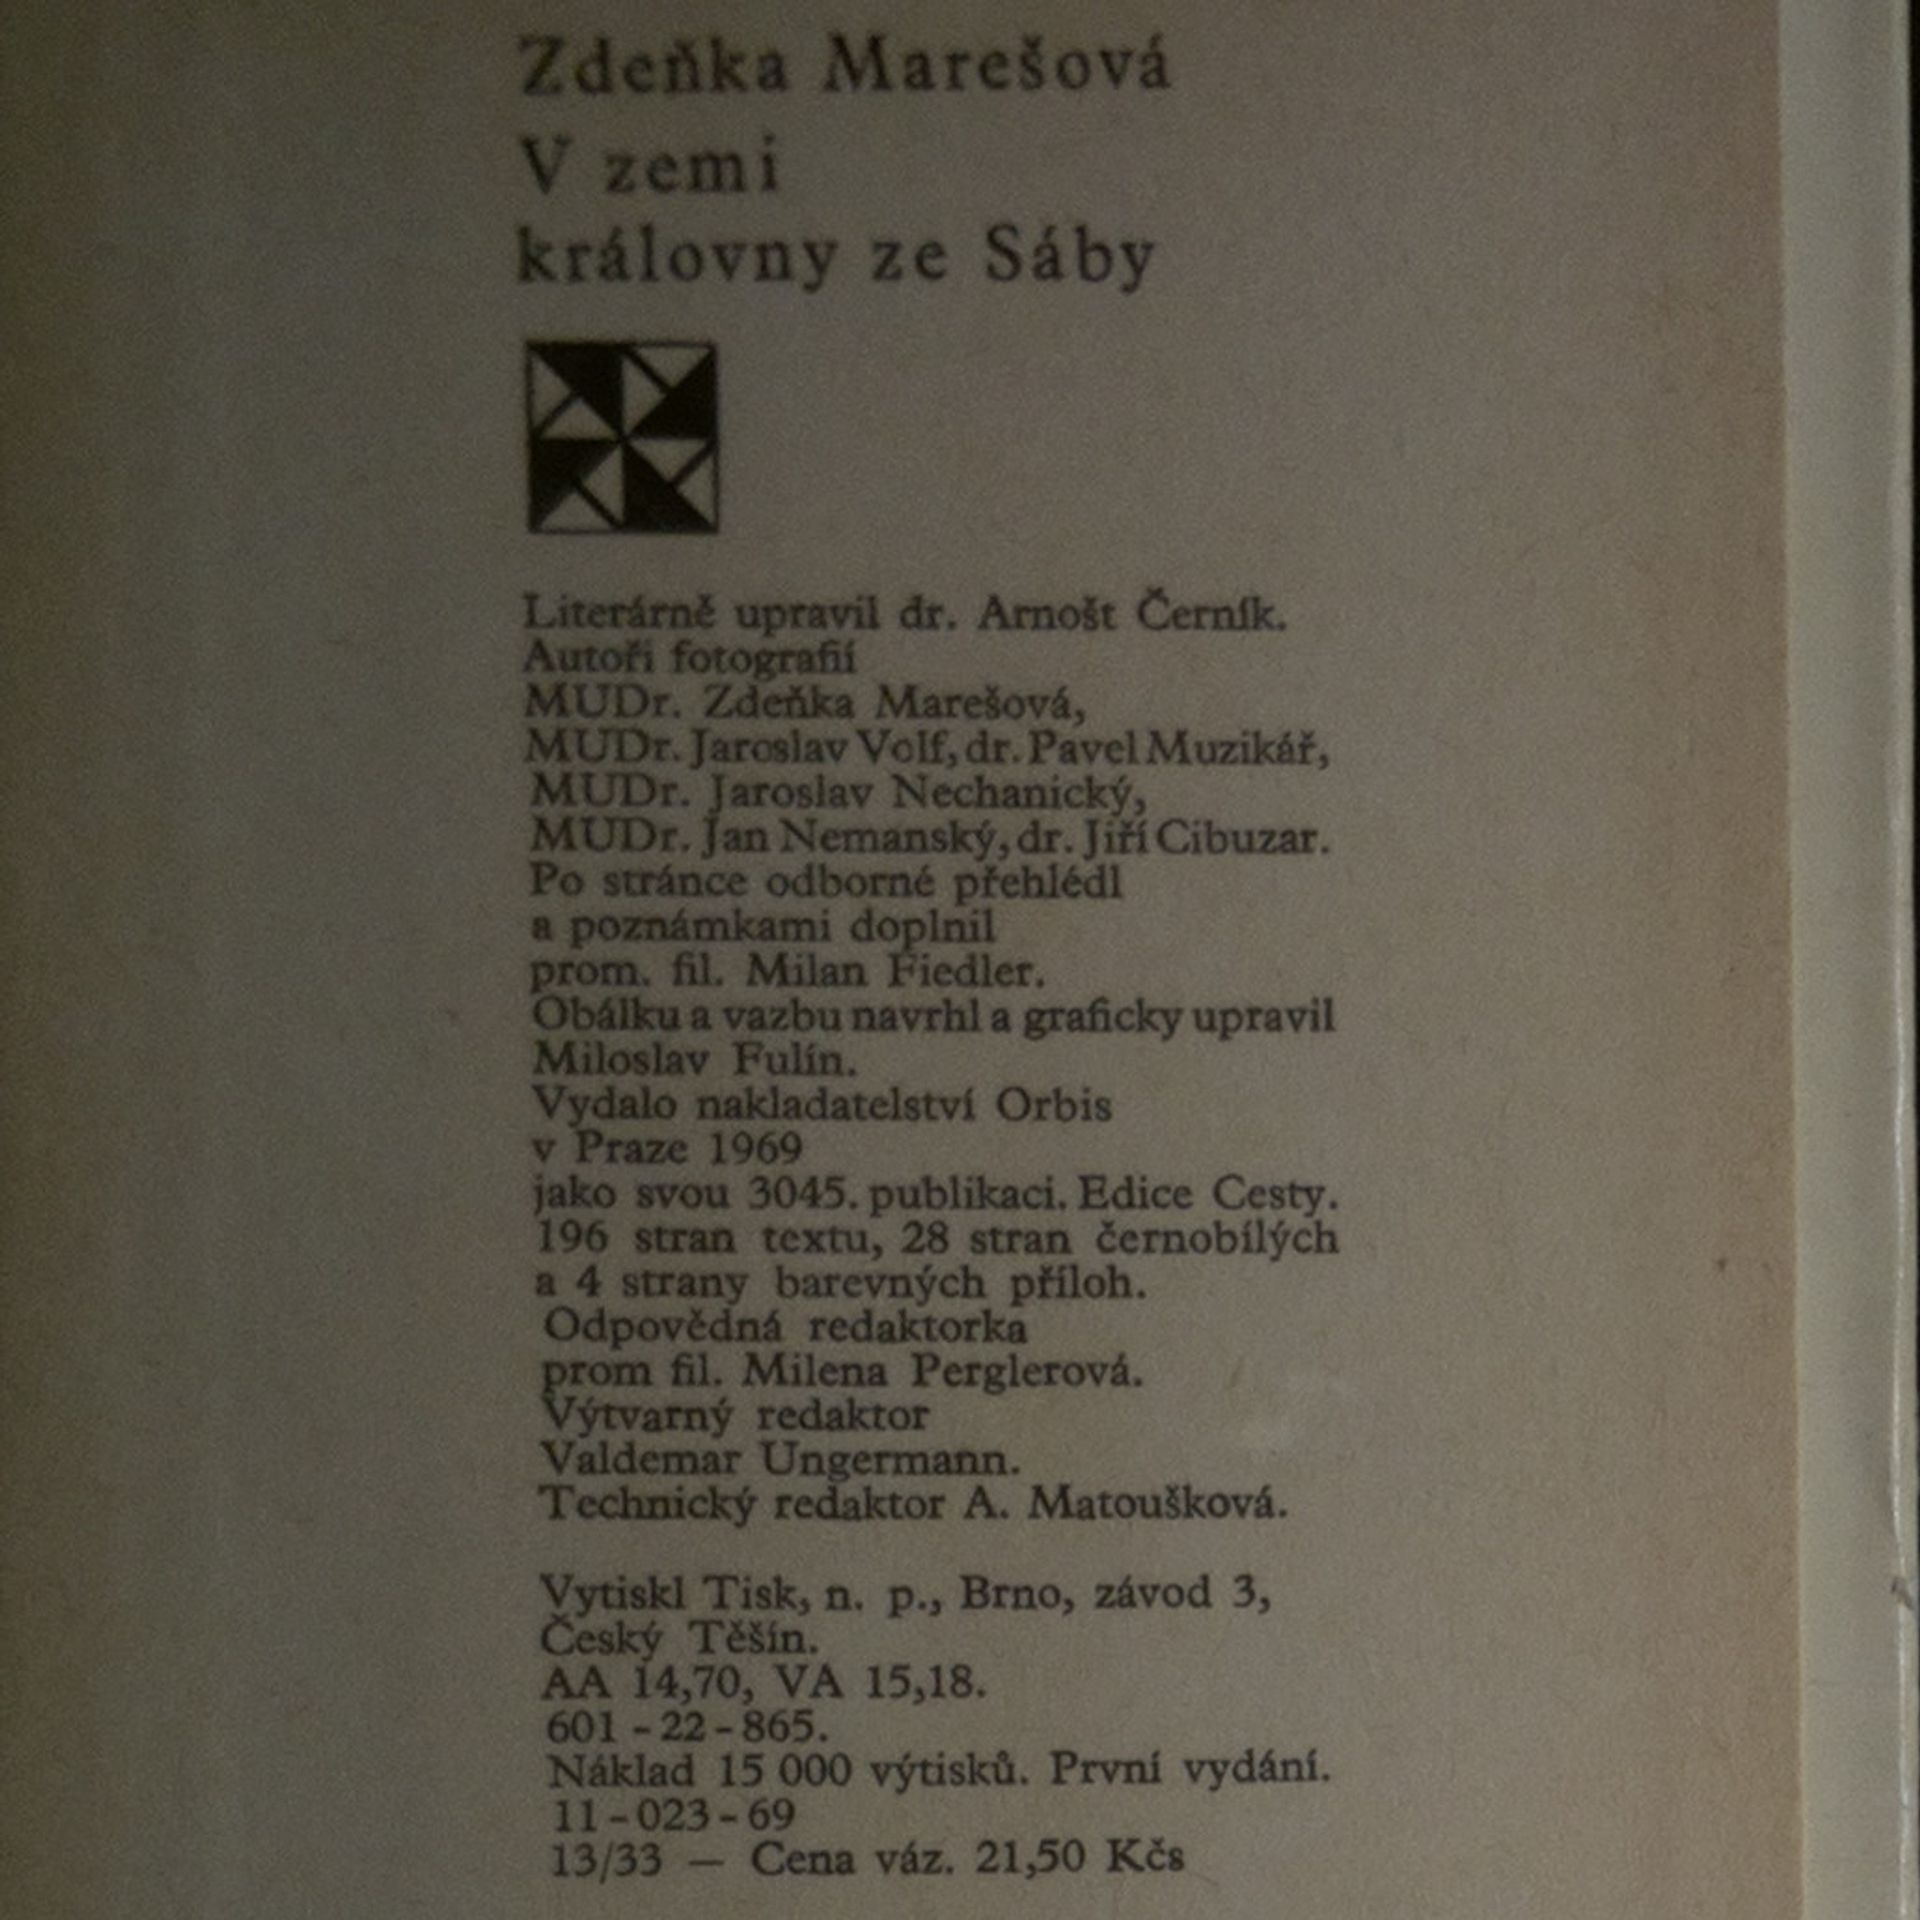 Zdeňka Marešová
V zemi
královny ze Sáby
Literárně upravil dr. Arnošt Černík.
Autoři fotografií
MUDr. Zdeňka Marešová,
MUDr. Jaroslav Volf, dr. Pavel Muzikář,
MUDr. Jaroslav Nechanický,
MUDr. Jan Nemanský, dr. Jiří Cibuzar.
Po stránce odborné přehlédl
a poznámkami doplnil
prom. fil. Milan Fiedler.
Obálku a vazbu navrhl a graficky upravil
Miloslav Fulín.
Vydalo nakladatelství Orbis
v Praze 1969
jako svou 3045. publikaci. Edice Cesty.
196 stran textu, 28 stran černobílých
a 4 strany barevných příloh.
Odpovědná redaktorka
prom fil. Milena Perglerová.
Výtvarný redaktor
Valdemar Ungermann.
Technický redaktor A. Matoušková.
Vytiskl Tisk, n. p., Brno, závod 3,
Český Těšín.
AA 14,70, VA 15,18.
601 - 22 - 865.
Náklad 15 000 výtisků. První vydání.
11 - 023 - 69
13/33 — Cena váz. 21,50 Kčs